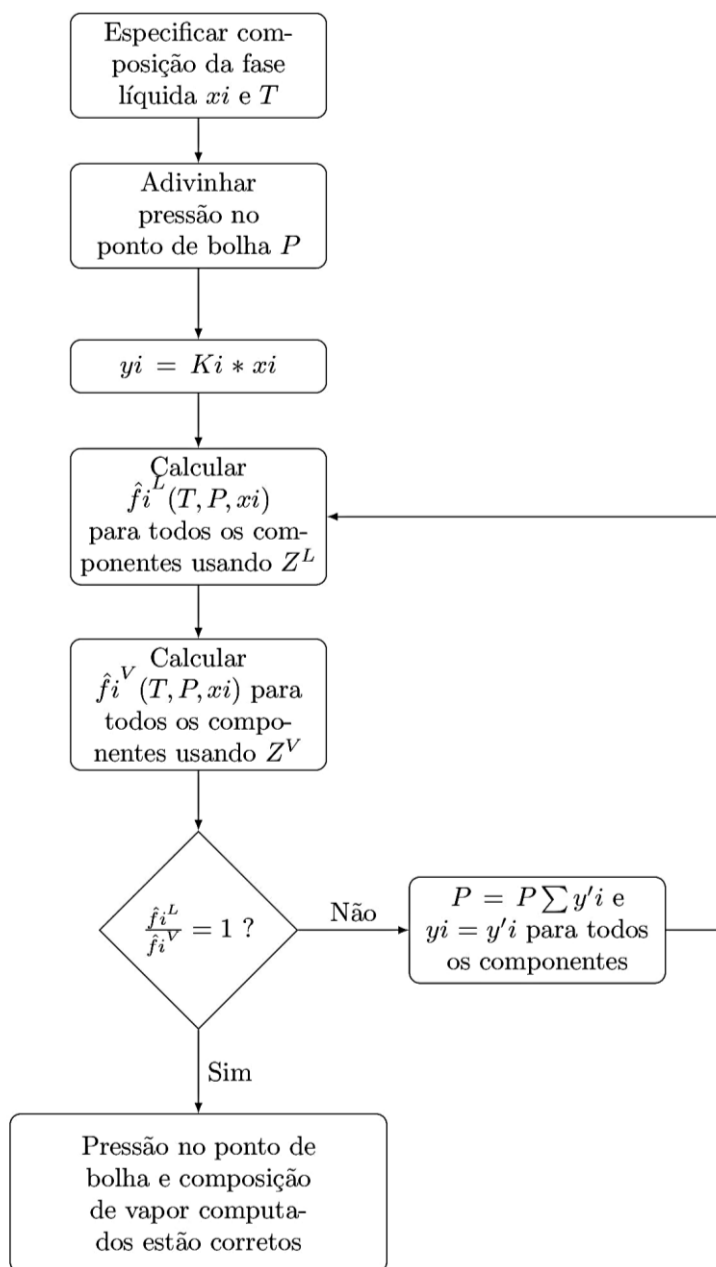 Especificar com-
posição da fase
líquida xi e T
Adivinhar
pressão no
ponto de bolha P
yi = Ki ∗ xi
Calcular
f̂i^L(T, P, xi)
para todos os com-
ponentes usando Z^L
Calcular
f̂i^V(T, P, xi) para
todos os compo-
nentes usando Z^V
f̂i^L/f̂i^V = 1 ?
Não
P = P ∑ y′i e
yi = y′i para todos
os componentes
Sim
Pressão no ponto de
bolha e composição
de vapor computa-
dos estão corretos